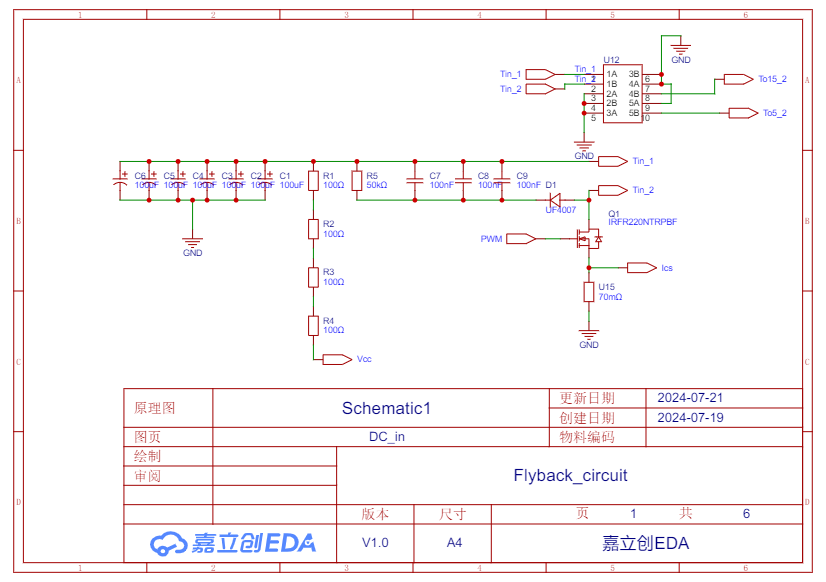 1 2 3 4 5 6
A A
B B
C C
D D
U12
GND
Tin_1 Tin_1 1A 3B
Tin_2 Tin_2 1B 4A 6 To15_2
2 2A 4B 7
3 2B 5A 8
4 3A 5B 9 To5_2
5 10
GND
Tin_1
C6 C5 C4 C3 C2 C1 R1 R5 C7 C8 C9
100uF 100uF 100uF 100uF 100uF 100uF 100Ω 50kΩ 100nF 100nF 100nF
D1 Tin_2
UF4007
Q1
IRFR220NTRPBF
R2
100Ω
PWM
GND
Ics
R3
100Ω
U15
70mΩ
R4
100Ω
GND
Vcc
原理图 Schematic1 更新日期 2024-07-21
创建日期 2024-07-19
图页 DC_in 物料编码
绘制
审阅 Flyback_circuit
版本 尺寸 页 1 共 6
嘉立创EDA V1.0 A4 嘉立创EDA
1 2 3 4 5 6